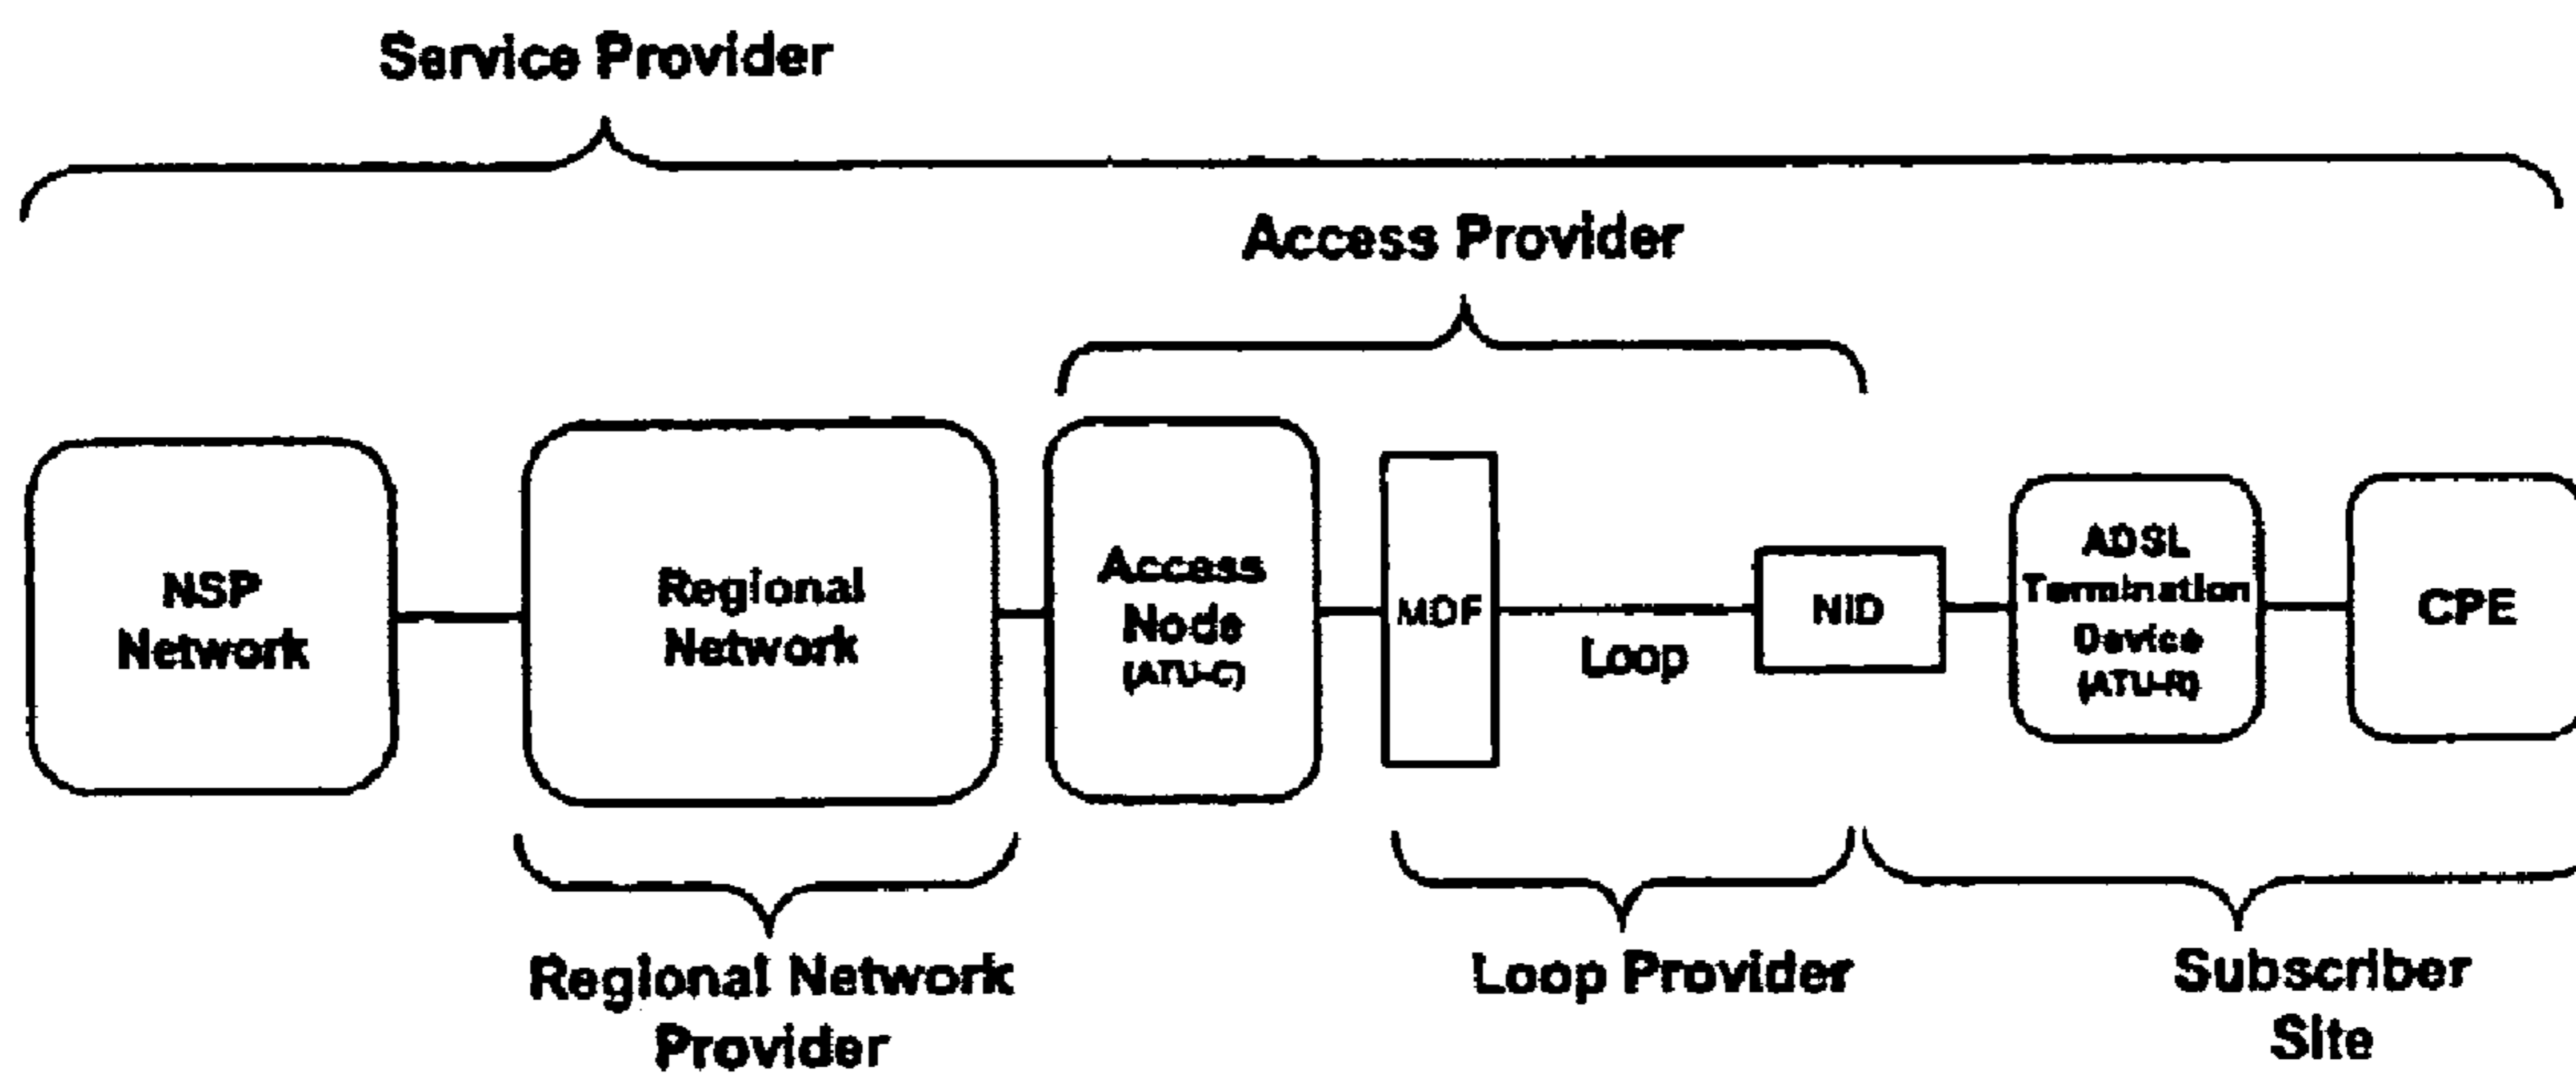 Service Provider
Access Provider
NSP
Network
Regional
Network
Access
Node
(ATU-C)
MDF
Loop
NID
ADSL
Termination
Device
(ATU-R)
CPE
Regional Network
Provider
Loop Provider
Subscriber
Site